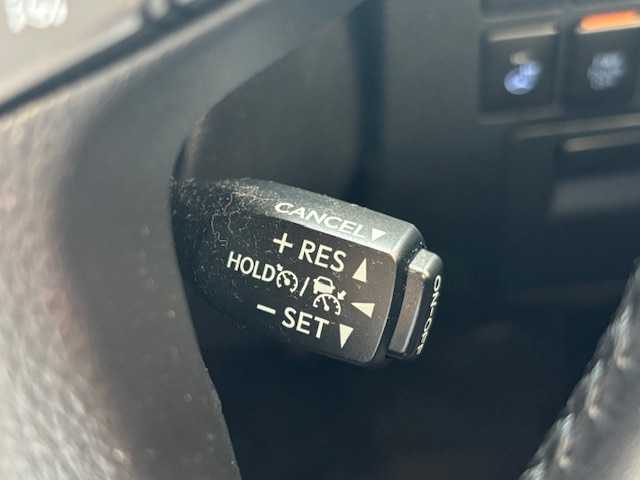 CANCEL▼
+ RES ▲
HOLD /
− SET ▼
ON-OFF